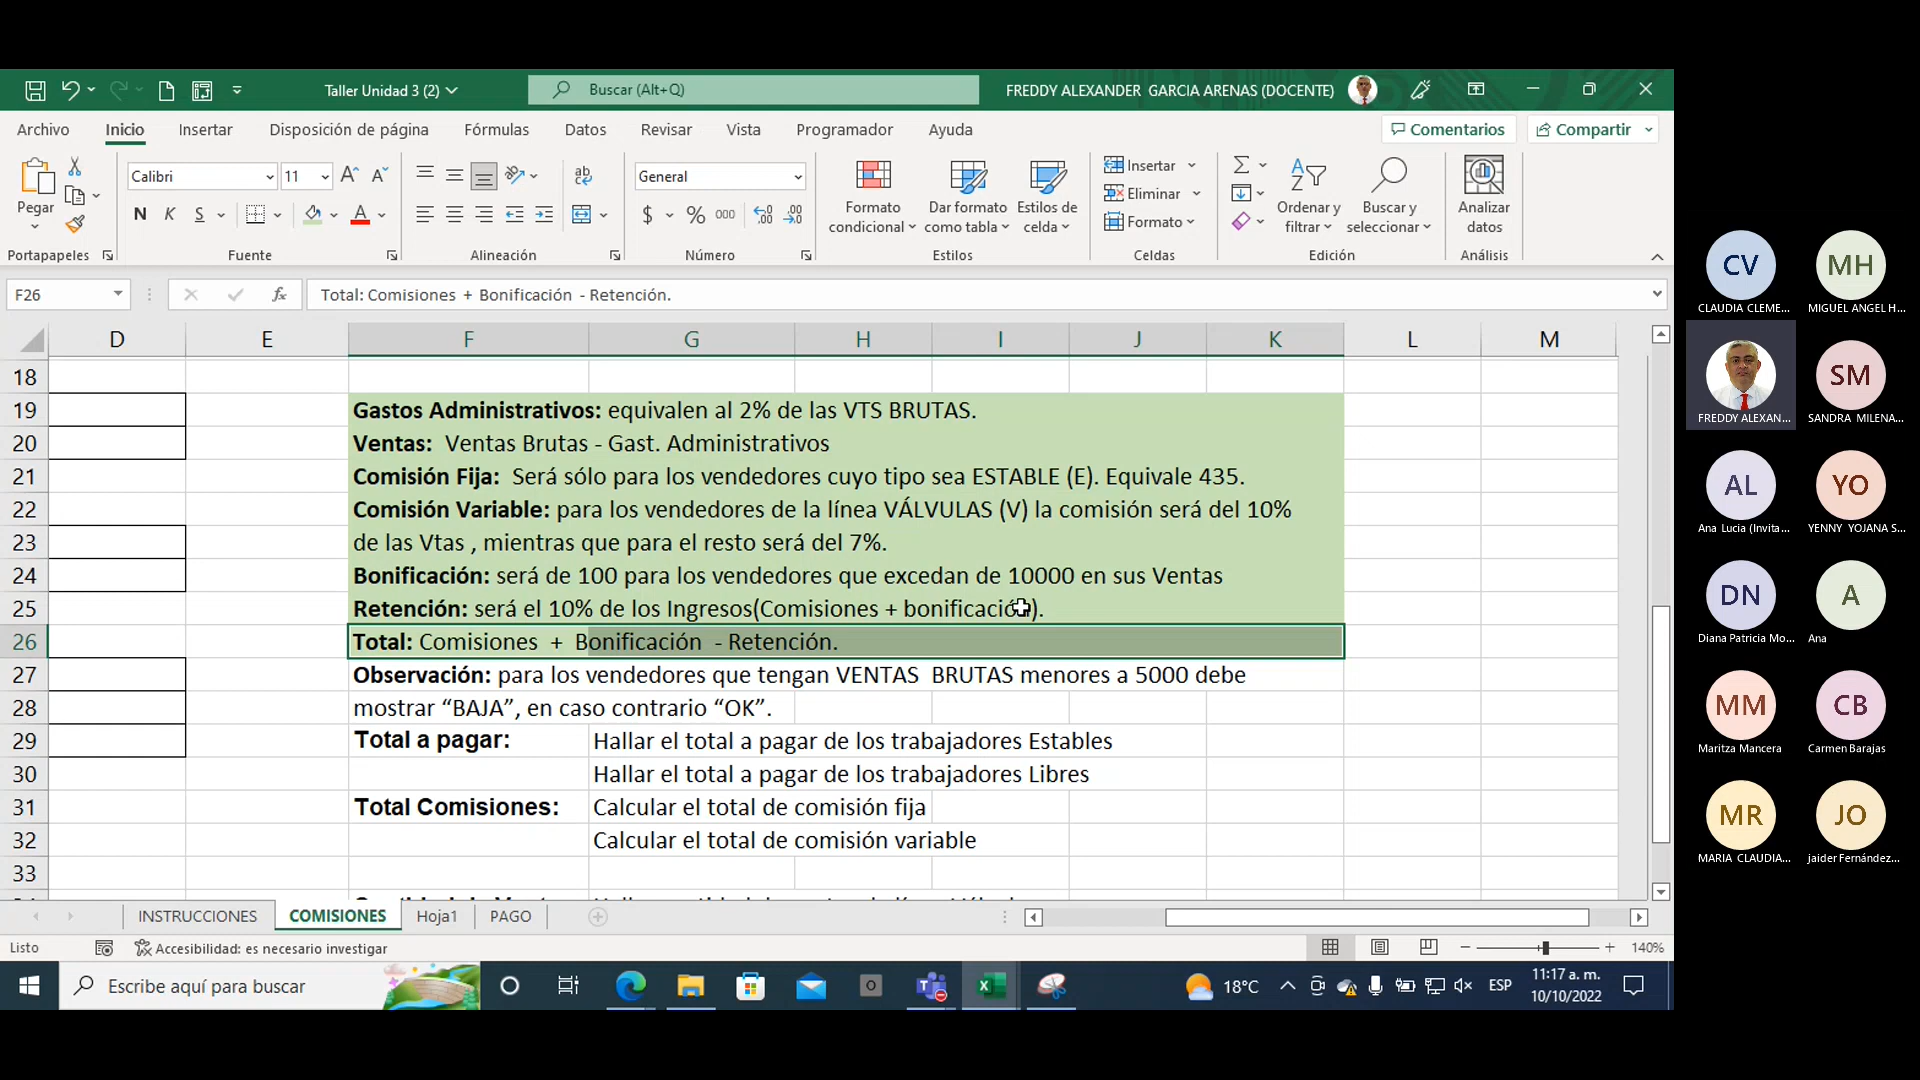 Taller Unidad 3 (2)
Buscar (Alt+Q)
FREDDY ALEXANDER GARCIA ARENAS (DOCENTE)
Archivo Inicio Insertar Disposición de página Fórmulas Datos Revisar Vista Programador Ayuda
Comentarios Compartir
Pegar
Calibri 11
N K S
General
$ % 000
Formato condicional
Dar formato como tabla
Estilos de celda
Insertar
Eliminar
Formato
Ordenar y filtrar
Buscar y seleccionar
Analizar datos
Portapapeles Fuente Alineación Número Estilos Celdas Edición Análisis
F26 fx Total: Comisiones + Bonificación - Retención.
D E F G H I J K L M
18
19 Gastos Administrativos: equivalen al 2% de las VTS BRUTAS.
20 Ventas: Ventas Brutas - Gast. Administrativos
21 Comisión Fija: Será sólo para los vendedores cuyo tipo sea ESTABLE (E). Equivale 435.
22 Comisión Variable: para los vendedores de la línea VÁLVULAS (V) la comisión será del 10%
23 de las Vtas , mientras que para el resto será del 7%.
24 Bonificación: será de 100 para los vendedores que excedan de 10000 en sus Ventas
25 Retención: será el 10% de los Ingresos(Comisiones + bonificación).
26 Total: Comisiones + Bonificación - Retención.
27 Observación: para los vendedores que tengan VENTAS BRUTAS menores a 5000 debe
28 mostrar “BAJA”, en caso contrario “OK”.
29 Total a pagar: Hallar el total a pagar de los trabajadores Estables
30 Hallar el total a pagar de los trabajadores Libres
31 Total Comisiones: Calcular el total de comisión fija
32 Calcular el total de comisión variable
33
INSTRUCCIONES COMISIONES Hoja1 PAGO
Listo Accesibilidad: es necesario investigar 140%
Escribe aquí para buscar
18°C ESP
11:17 a. m.
10/10/2022
CV MH
CLAUDIA CLEME... MIGUEL ANGEL H...
SM
FREDDY ALEXAN... SANDRA MILENA...
AL YO
Ana Lucia (Invita... YENNY YOJANA S...
DN A
Diana Patricia Mo... Ana
MM CB
Maritza Mancera Carmen Barajas
MR JO
MARIA CLAUDIA... jaider Fernández...